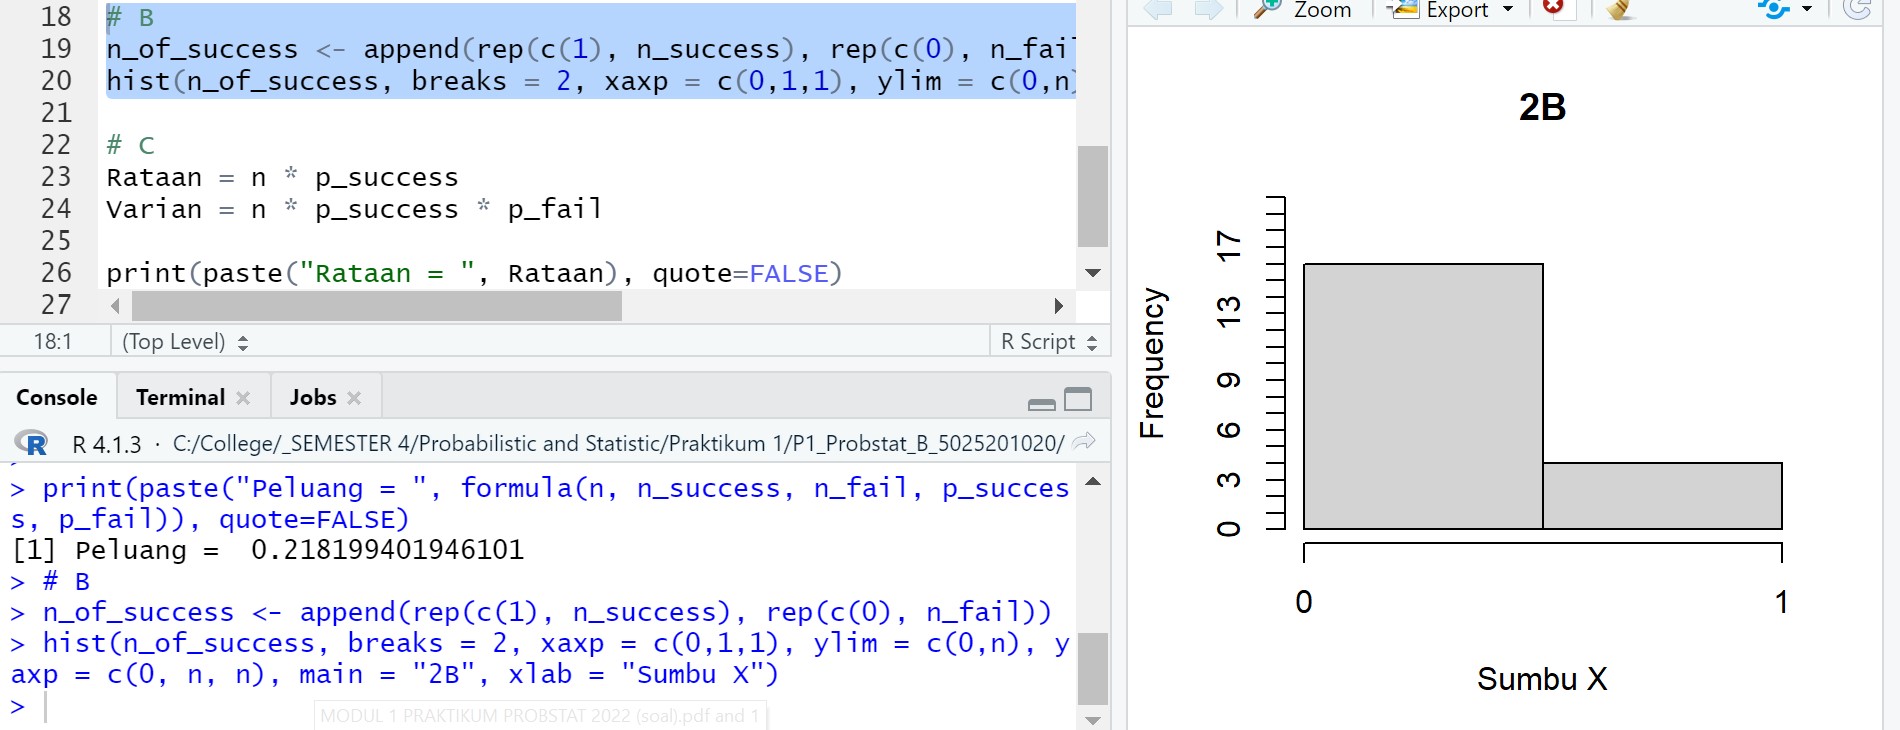 18 # B
19 n_of_success <- append(rep(c(1), n_success), rep(c(0), n_fai
20 hist(n_of_success, breaks = 2, xaxp = c(0,1,1), ylim = c(0,n)
21
22 # C
23 Rataan = n * p_success
24 Varian = n * p_success * p_fail
25
26 print(paste("Rataan = ", Rataan), quote=FALSE)
27
18:1 (Top Level) R Script
Console Terminal Jobs
R 4.1.3 · C:/College/_SEMESTER 4/Probabilistic and Statistic/Praktikum 1/P1_Probstat_B_5025201020/
> print(paste("Peluang = ", formula(n, n_success, n_fail, p_succes
s, p_fail)), quote=FALSE)
[1] Peluang =  0.218199401946101
> # B
> n_of_success <- append(rep(c(1), n_success), rep(c(0), n_fail))
> hist(n_of_success, breaks = 2, xaxp = c(0,1,1), ylim = c(0,n), y
axp = c(0, n, n), main = "2B", xlab = "Sumbu X")
>
MODUL 1 PRAKTIKUM PROBSTAT 2022 (soal).pdf and 1
Zoom Export
2B
Frequency
17
13
9
6
3
0
0 1
Sumbu X